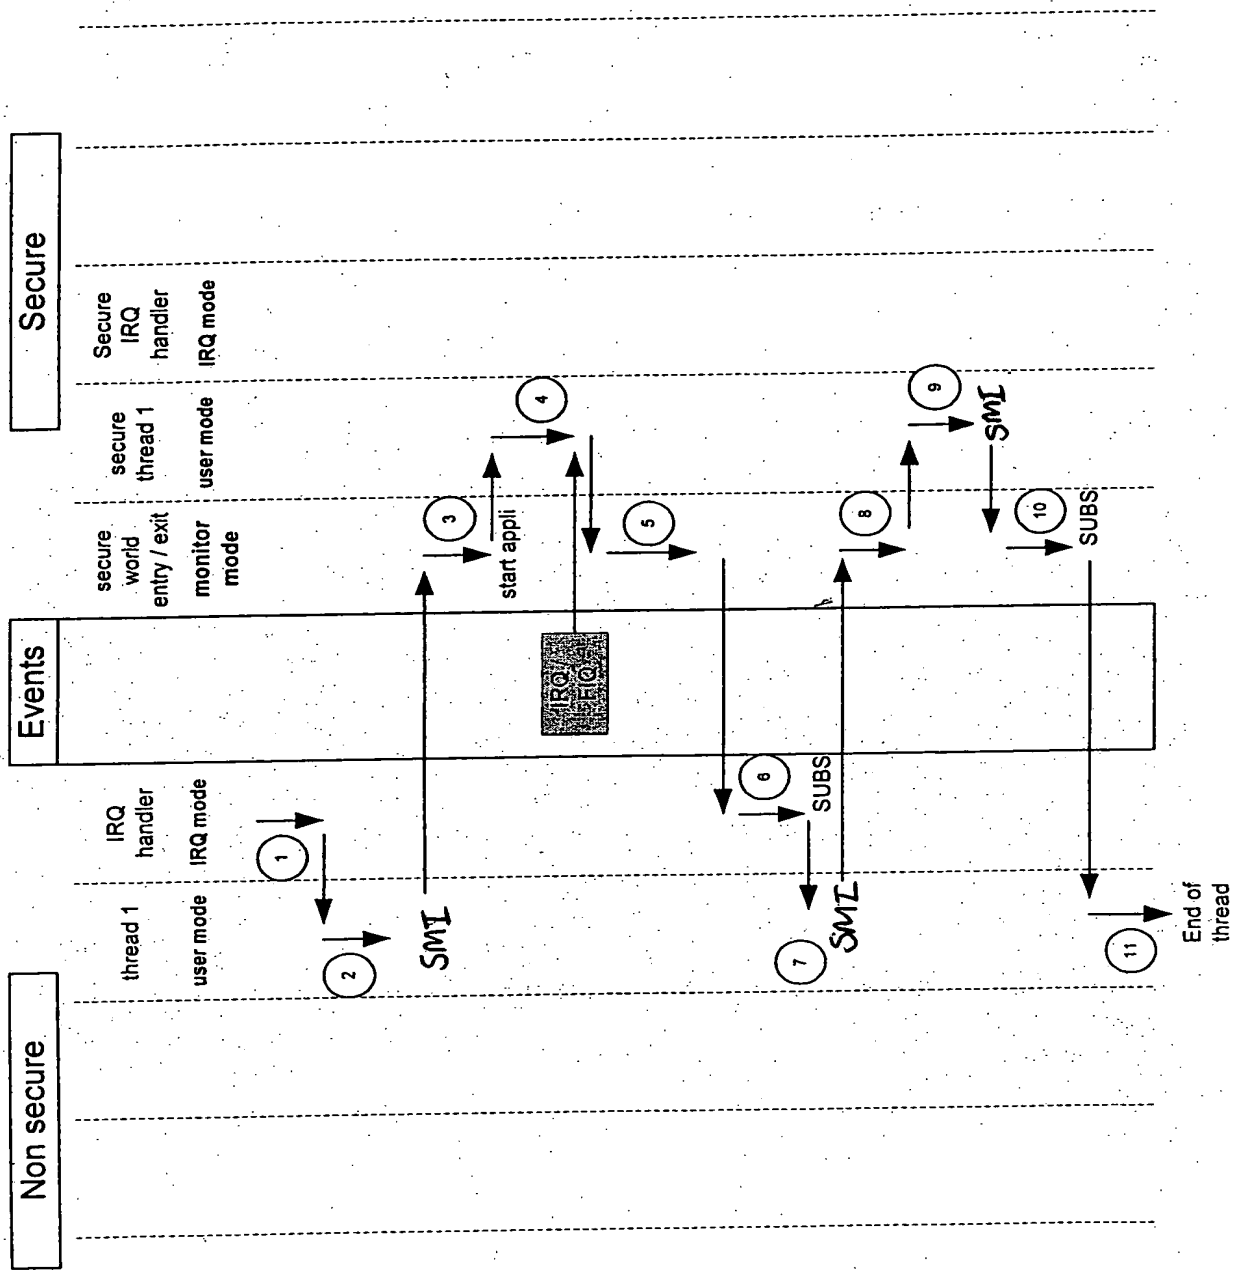 Non secure
Events
Secure
thread 1
user mode
IRQ
handler
IRQ mode
secure
world
entry / exit
monitor
mode
secure
thread 1
user mode
Secure
IRQ
handler
IRQ mode
1
2
SMI
3
start appli
4
IRQ /
FIQ
5
6
SUBS
7
SMI
8
9
SMI
10
SUBS
11
End of
thread